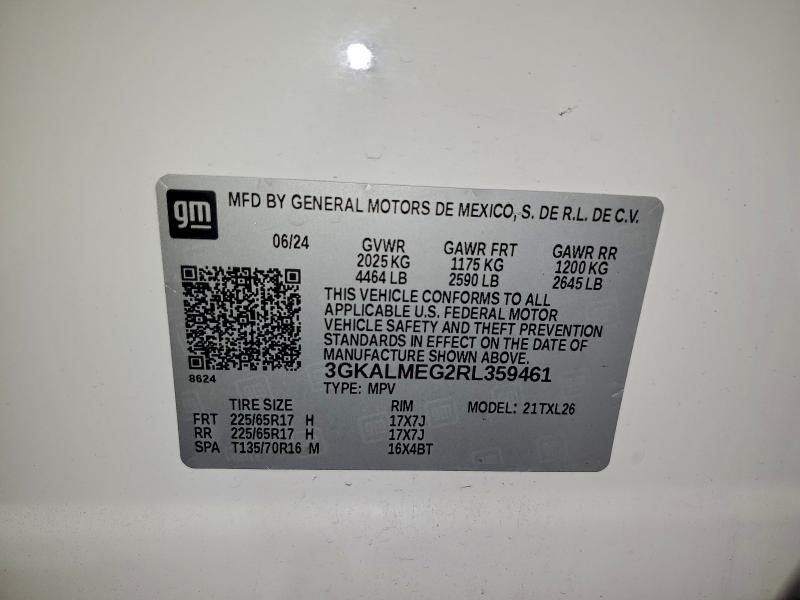 gm MFD BY GENERAL MOTORS DE MEXICO, S. DE R.L. DE C.V.
06/24 GVWR GAWR FRT GAWR RR
2025 KG 1175 KG 1200 KG
4464 LB 2590 LB 2645 LB
THIS VEHICLE CONFORMS TO ALL
APPLICABLE U.S. FEDERAL MOTOR
VEHICLE SAFETY AND THEFT PREVENTION
STANDARDS IN EFFECT ON THE DATE OF
MANUFACTURE SHOWN ABOVE.
8624 3GKALMEG2RL359461
TYPE: MPV
TIRE SIZE RIM MODEL: 21TXL26
FRT 225/65R17 H 17X7J
RR 225/65R17 H 17X7J
SPA T135/70R16 M 16X4BT